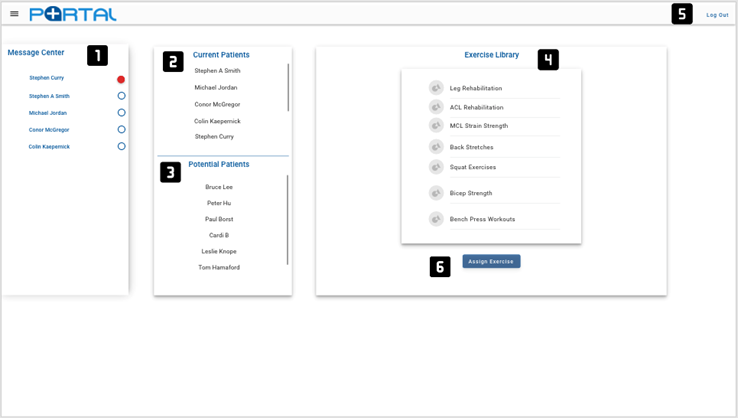 PORTAL
5
Log Out
Message Center
1
Stephen Curry
Stephen A Smith
Michael Jordan
Conor McGregor
Colin Kaepernick
2
Current Patients
Stephen A Smith
Michael Jordan
Conor McGregor
Colin Kaepernick
Stephen Curry
3
Potential Patients
Bruce Lee
Peter Hu
Paul Borst
Cardi B
Leslie Knope
Tom Hamaford
Exercise Library
4
Leg Rehabilitation
ACL Rehabilitation
MCL Strain Strength
Back Stretches
Squat Exercises
Bicep Strength
Bench Press Workouts
6
Assign Exercise